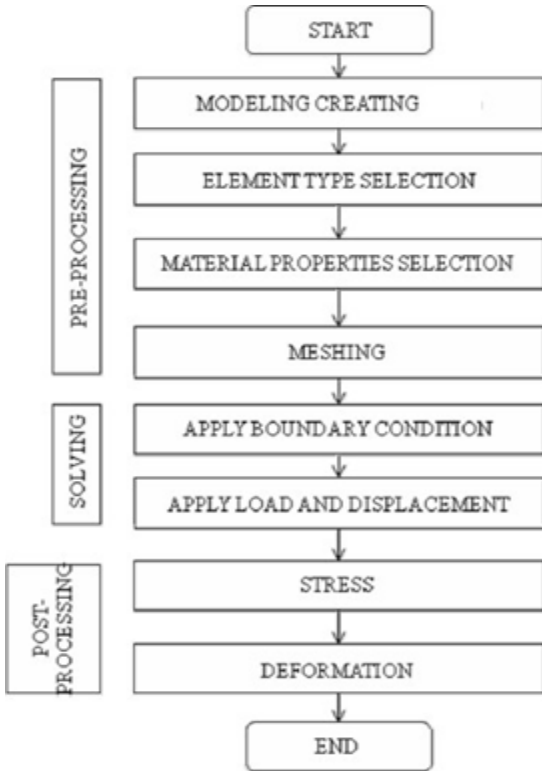 START
MODELING CREATING
ELEMENT TYPE SELECTION
MATERIAL PROPERTIES SELECTION
MESHING
PRE-PROCESSING
APPLY BOUNDARY CONDITION
APPLY LOAD AND DISPLACEMENT
SOLVING
STRESS
DEFORMATION
POST-
PROCESSING
END